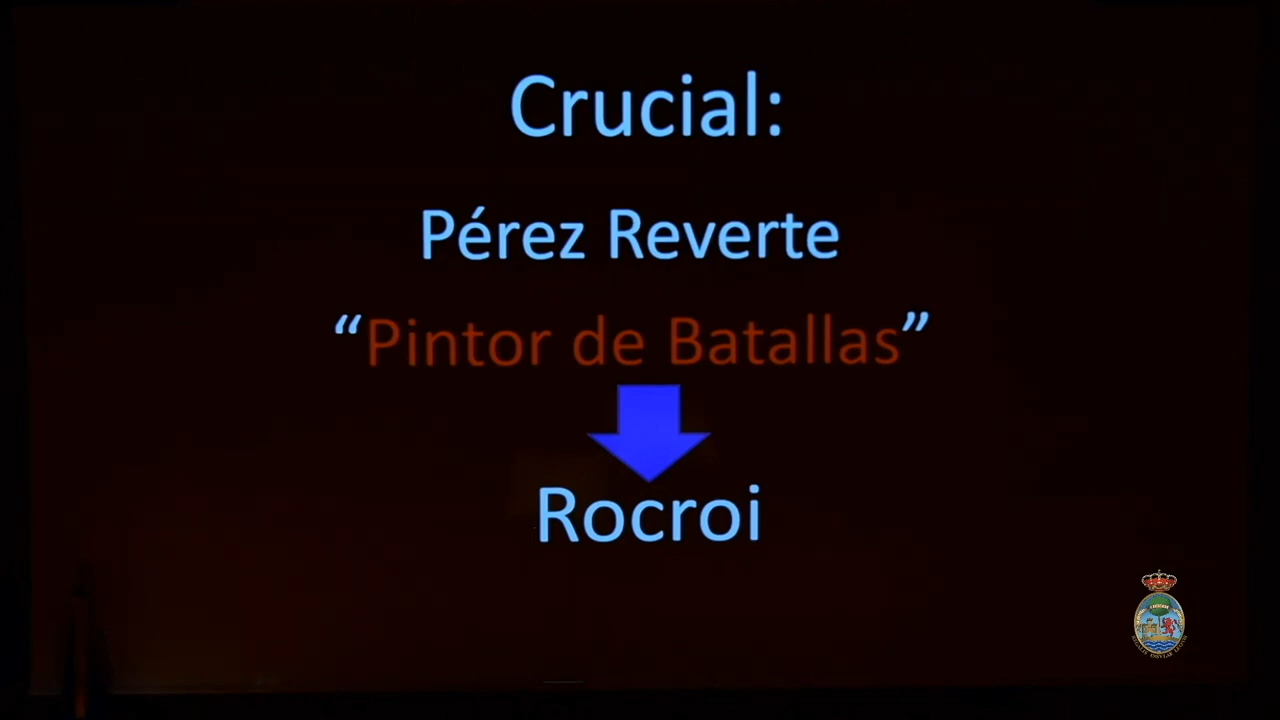 Crucial:
Pérez Reverte
“Pintor de Batallas”
Rocroi